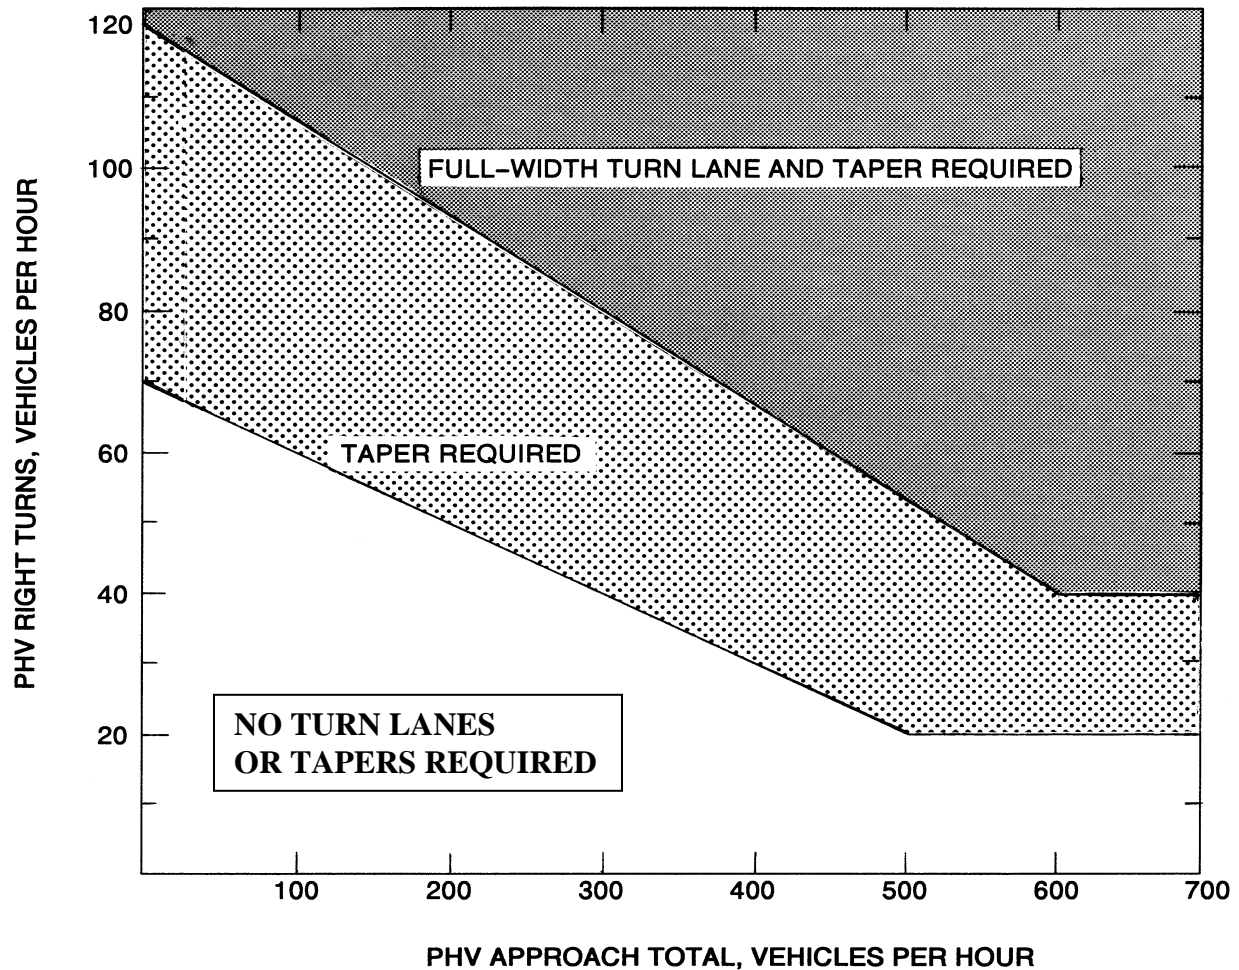 120
100
80
60
40
20
PHV RIGHT TURNS, VEHICLES PER HOUR
FULL-WIDTH TURN LANE AND TAPER REQUIRED
TAPER REQUIRED
NO TURN LANES
OR TAPERS REQUIRED
100 200 300 400 500 600 700
PHV APPROACH TOTAL, VEHICLES PER HOUR